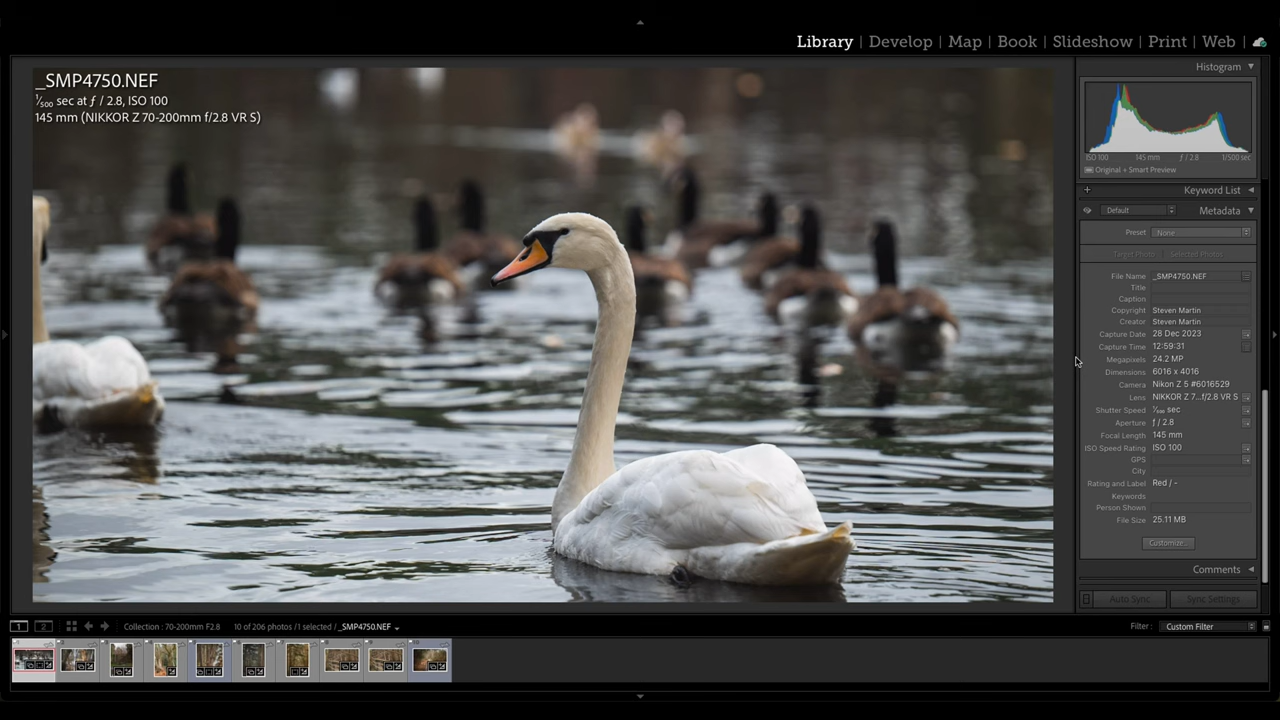 Library | Develop | Map | Book | Slideshow | Print | Web |
Histogram
_SMP4750.NEF
1/500 sec at ƒ / 2.8, ISO 100
145 mm (NIKKOR Z 70-200mm f/2.8 VR S)
ISO 100 145 mm ƒ / 2.8 1/500 sec
Original + Smart Preview
Keyword List
Default Metadata
Preset None
Target Photo Selected Photos
File Name _SMP4750.NEF
Title
Caption
Copyright Steven Martin
Creator Steven Martin
Capture Date 28 Dec 2023
Capture Time 12:59:31
Megapixels 24.2 MP
Dimensions 6016 x 4016
Camera Nikon Z 5 #6016529
Lens NIKKOR Z 7...f/2.8 VR S
Shutter Speed 1/500 sec
Aperture ƒ / 2.8
Focal Length 145 mm
ISO Speed Rating ISO 100
GPS
City
Rating and Label Red / -
Keywords
Person Shown
File Size 25.11 MB
Customize...
Comments
Auto Sync Sync Settings
1 2 Collection : 70-200mm F2.8 10 of 206 photos / 1 selected / _SMP4750.NEF Filter : Custom Filter